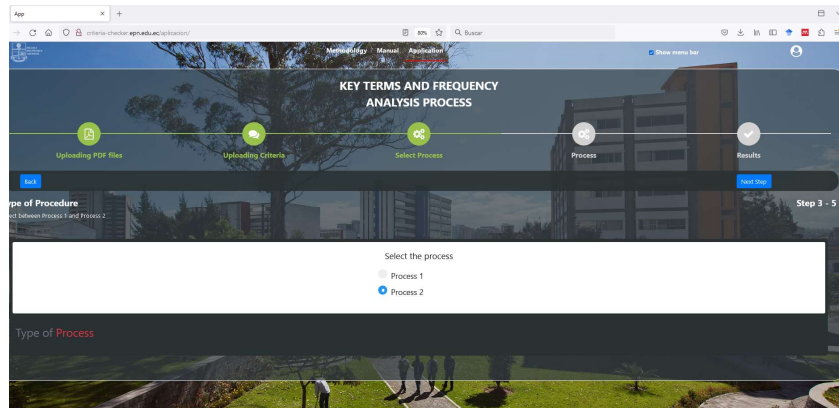 App
criteria-checker.epn.edu.ec/aplicacion/
80%
Buscar
Methodology Manual Application
Show menu bar
KEY TERMS AND FREQUENCY
ANALYSIS PROCESS
Uploading PDF files
Uploading Criteria
Select Process
Process
Results
Back
Next Step
ype of Procedure
Step 3 - 5
ect between Process 1 and Process 2
Select the process
Process 1
Process 2
Type of Process